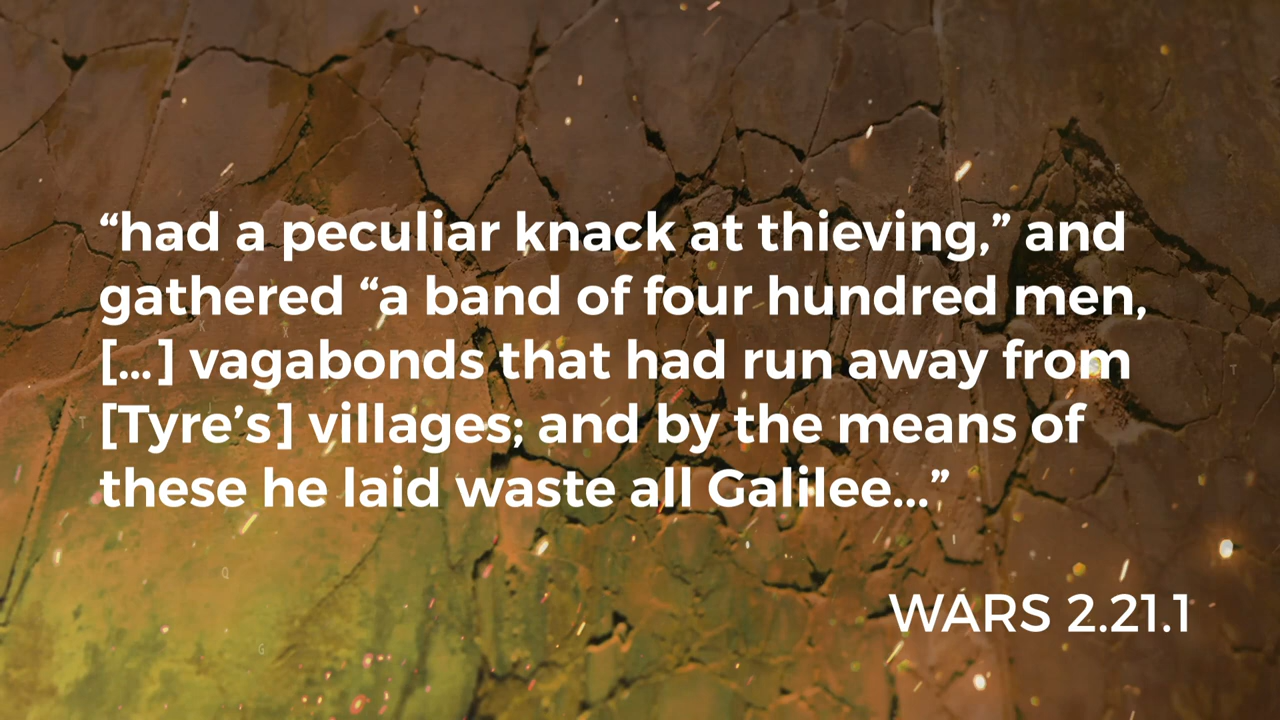 “had a peculiar knack at thieving,” and
gathered “a band of four hundred men,
[…] vagabonds that had run away from
[Tyre’s] villages; and by the means of
these he laid waste all Galilee…”
WARS 2.21.1